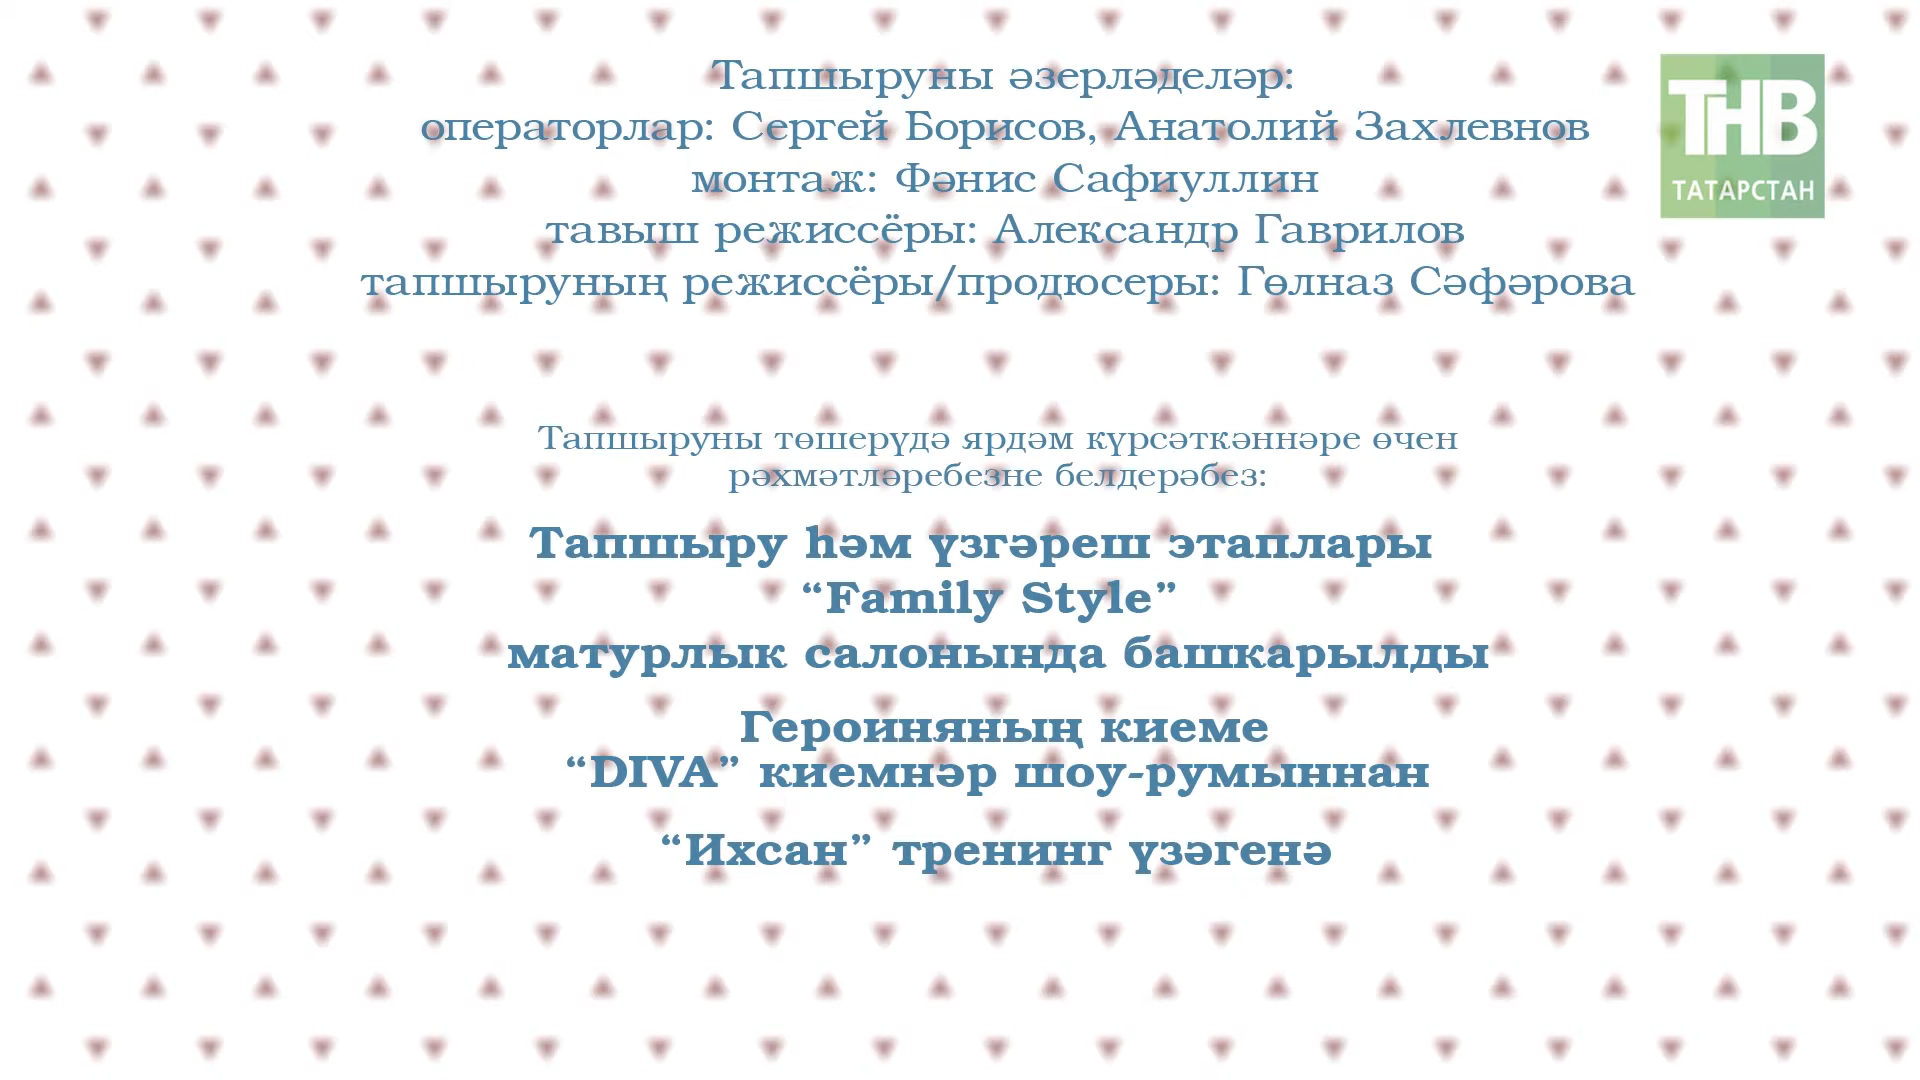 Тапшыруны әзерләделәр:
операторлар: Сергей Борисов, Анатолий Захлевнов
монтаж: Фәнис Сафиуллин
тавыш режиссёры: Александр Гаврилов
тапшыруның режиссёры/продюсеры: Гөлназ Сәфәрова
ТНВ
ТАТАРСТАН
Тапшыруны төшерүдә ярдәм күрсәткәннәре өчен
рәхмәтләребезне белдерәбез:
Тапшыру һәм үзгәреш этаплары
“Family Style”
матурлык салонында башкарылды
Героиняның киеме
“DIVA” киемнәр шоу-румыннан
“Ихсан” тренинг үзәгенә